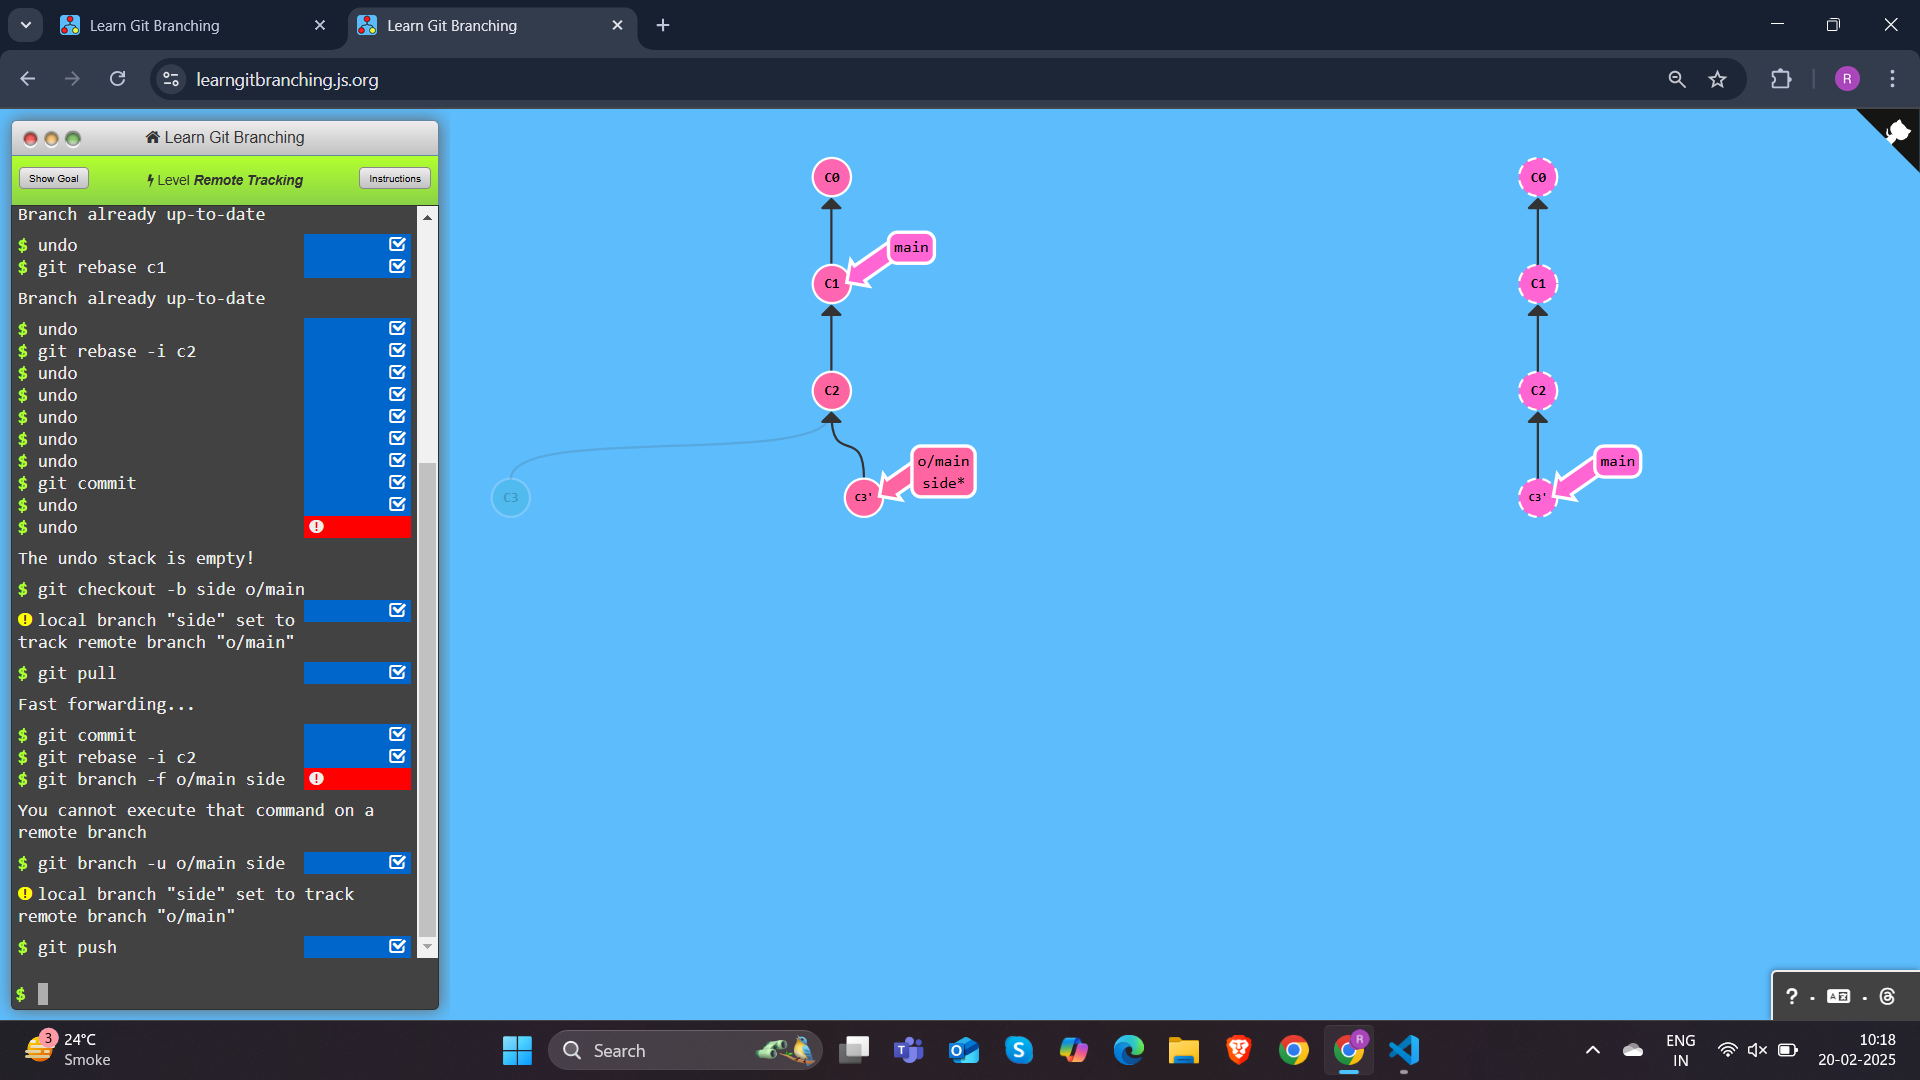 Learn Git Branching
Learn Git Branching
learngitbranching.js.org
R
Learn Git Branching
Show Goal
Level Remote Tracking
Instructions
Branch already up-to-date
$ undo
$ git rebase c1
Branch already up-to-date
$ undo
$ git rebase -i c2
$ undo
$ undo
$ undo
$ undo
$ undo
$ git commit
$ undo
$ undo
The undo stack is empty!
$ git checkout -b side o/main
local branch "side" set to
track remote branch "o/main"
$ git pull
Fast forwarding...
$ git commit
$ git rebase -i c2
$ git branch -f o/main side
You cannot execute that command on a
remote branch
$ git branch -u o/main side
local branch "side" set to track
remote branch "o/main"
$ git push
$
C0
main
C1
C2
C3
C3'
o/main
side*
C0
C1
C2
main
C3'
?
3
24°C
Smoke
Search
R
ENG
IN
10:18
20-02-2025